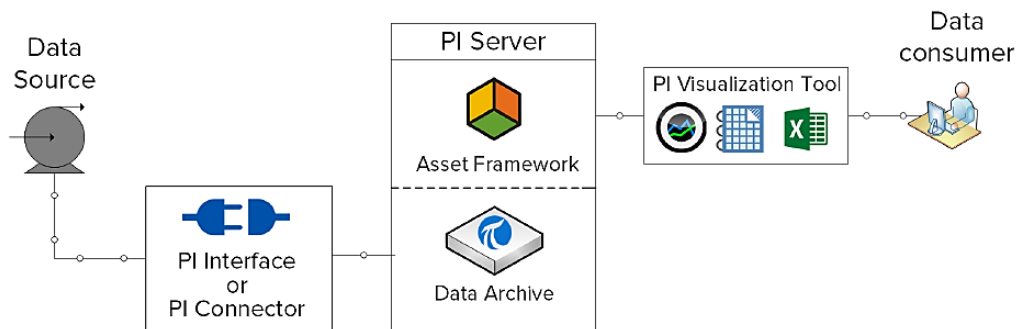 Data
Source
PI Interface
or
PI Connector
PI Server
Asset Framework
Data Archive
PI Visualization Tool
X
Data
consumer